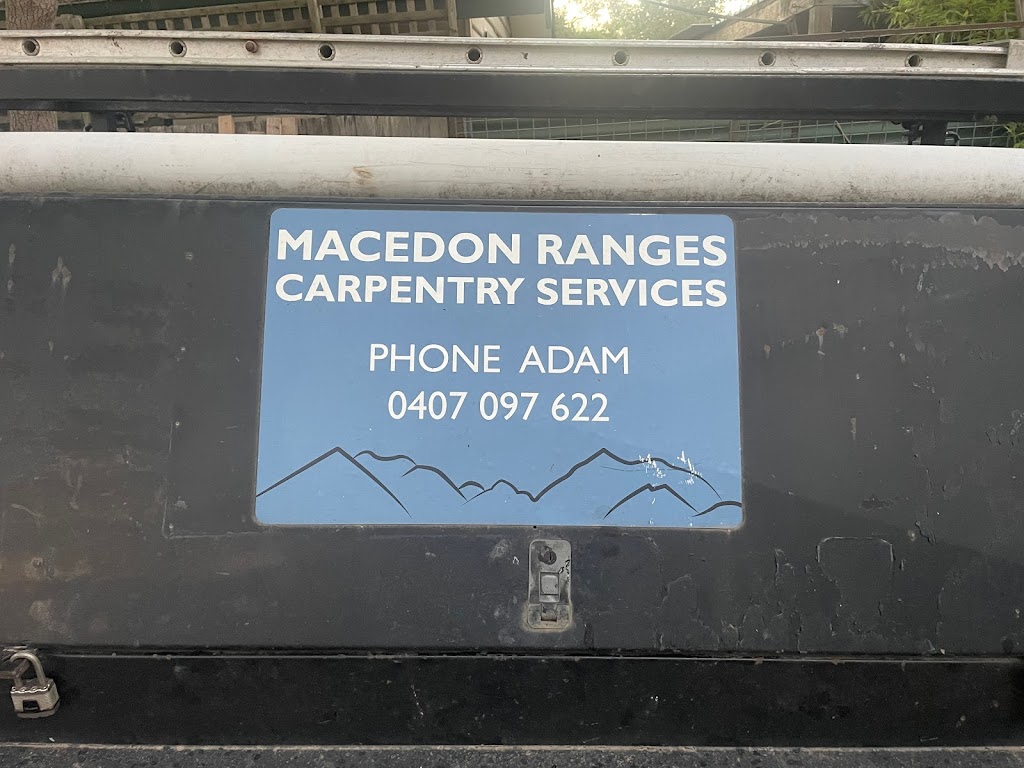 MACEDON RANGES
CARPENTRY SERVICES
PHONE ADAM
0407 097 622